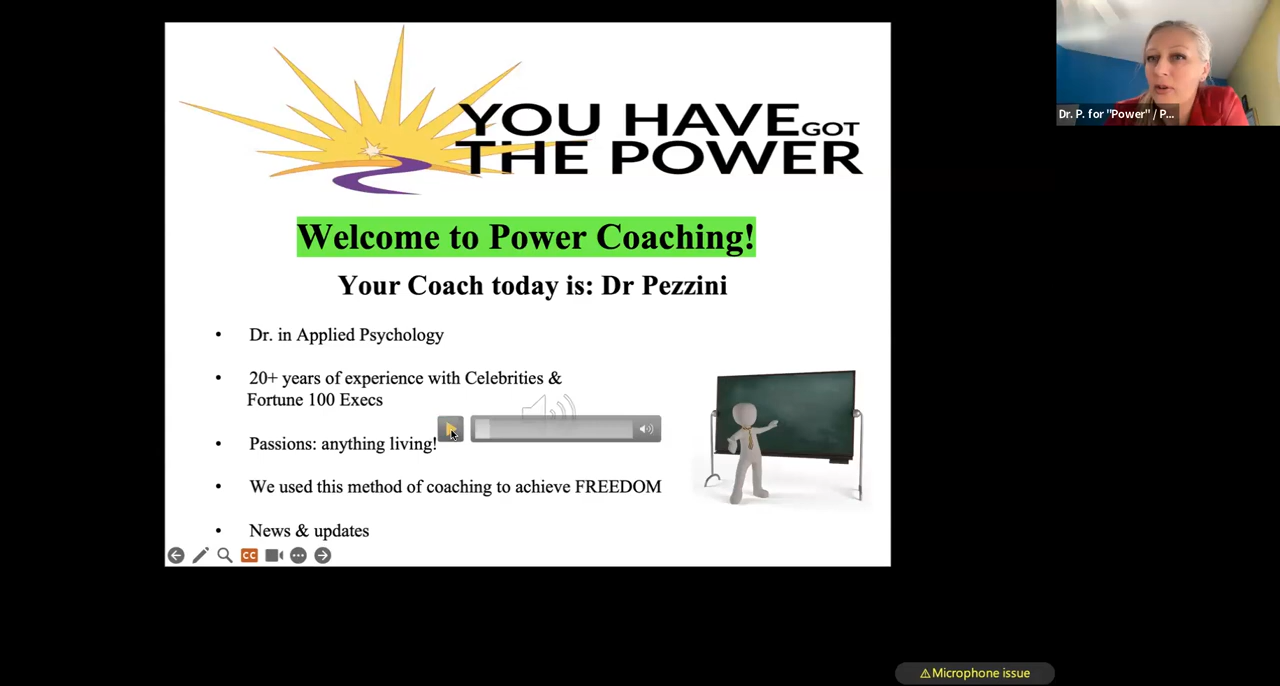 YOU HAVE GOT
THE POWER
Welcome to Power Coaching!
Your Coach today is: Dr Pezzini
• Dr. in Applied Psychology
• 20+ years of experience with Celebrities &
Fortune 100 Execs
• Passions: anything living!
• We used this method of coaching to achieve FREEDOM
• News & updates
CC
Dr. P. for "Power" / P...
⚠Microphone issue